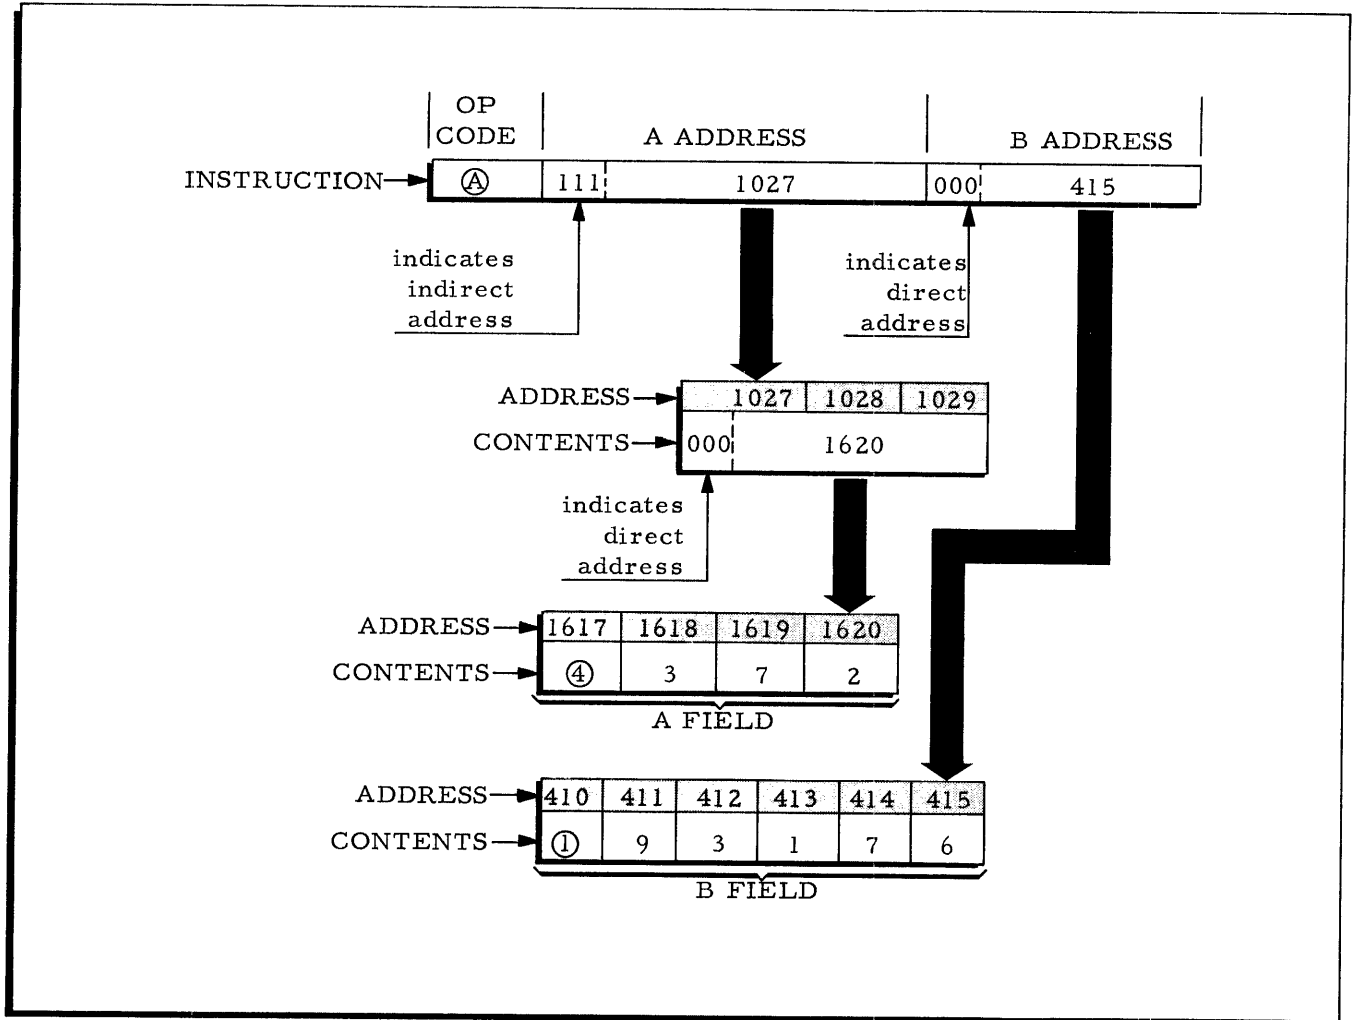 OP
CODE
A ADDRESS
B ADDRESS
INSTRUCTION
Ⓐ 111 1027 000 415
indicates
indirect
address
indicates
direct
address
ADDRESS 1027 1028 1029
CONTENTS 000 1620
indicates
direct
address
ADDRESS 1617 1618 1619 1620
CONTENTS ④ 3 7 2
A FIELD
ADDRESS 410 411 412 413 414 415
CONTENTS ① 9 3 1 7 6
B FIELD